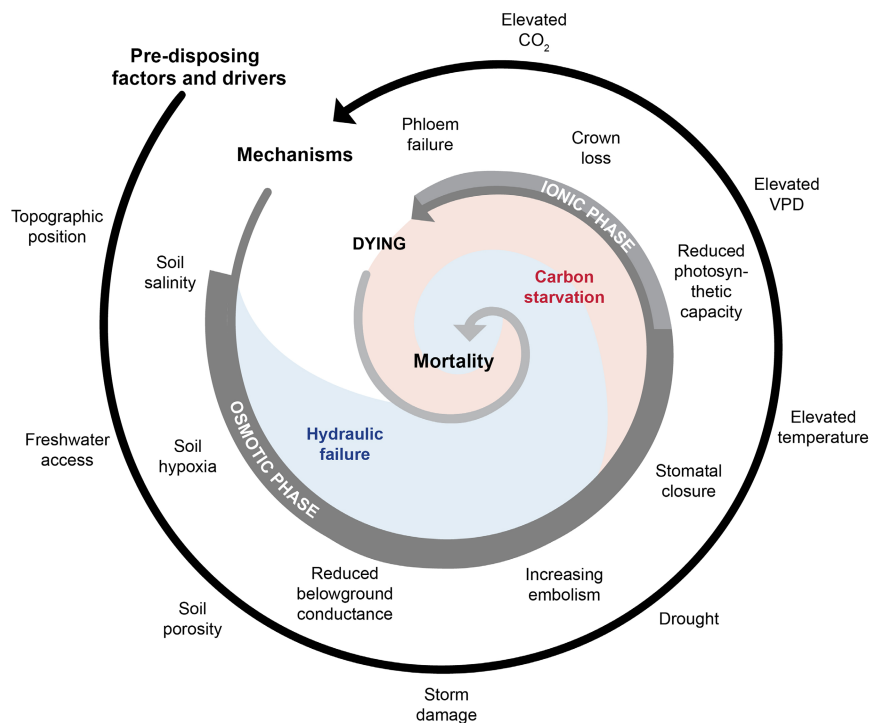 Elevated
CO₂
Pre-disposing
factors and drivers
Phloem
failure
Crown
loss
Mechanisms
IONIC PHASE
Elevated
VPD
Topographic
position
DYING
Soil
salinity
Reduced
photosyn-
thetic
capacity
Carbon
starvation
Mortality
Elevated
temperature
Freshwater
access
Soil
hypoxia
OSMOTIC PHASE
Hydraulic
failure
Stomatal
closure
Reduced
belowground
conductance
Increasing
embolism
Soil
porosity
Drought
Storm
damage